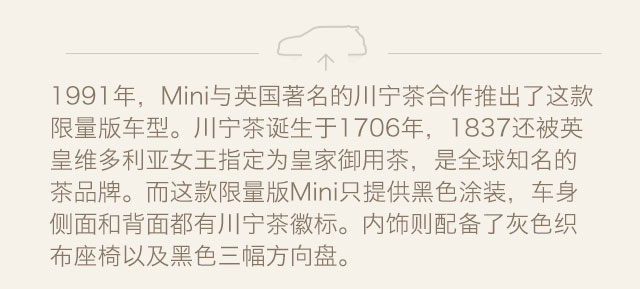 1991年，Mini与英国著名的川宁茶合作推出了这款
限量版车型。川宁茶诞生于1706年，1837还被英
皇维多利亚女王指定为皇家御用茶，是全球知名的
茶品牌。而这款限量版Mini只提供黑色涂装，车身
侧面和背面都有川宁茶徽标。内饰则配备了灰色织
布座椅以及黑色三幅方向盘。